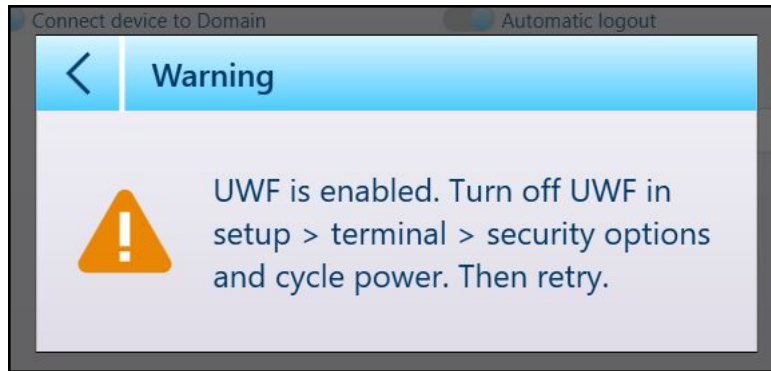 Connect device to Domain
Automatic logout
Warning
UWF is enabled. Turn off UWF in
setup > terminal > security options
and cycle power. Then retry.